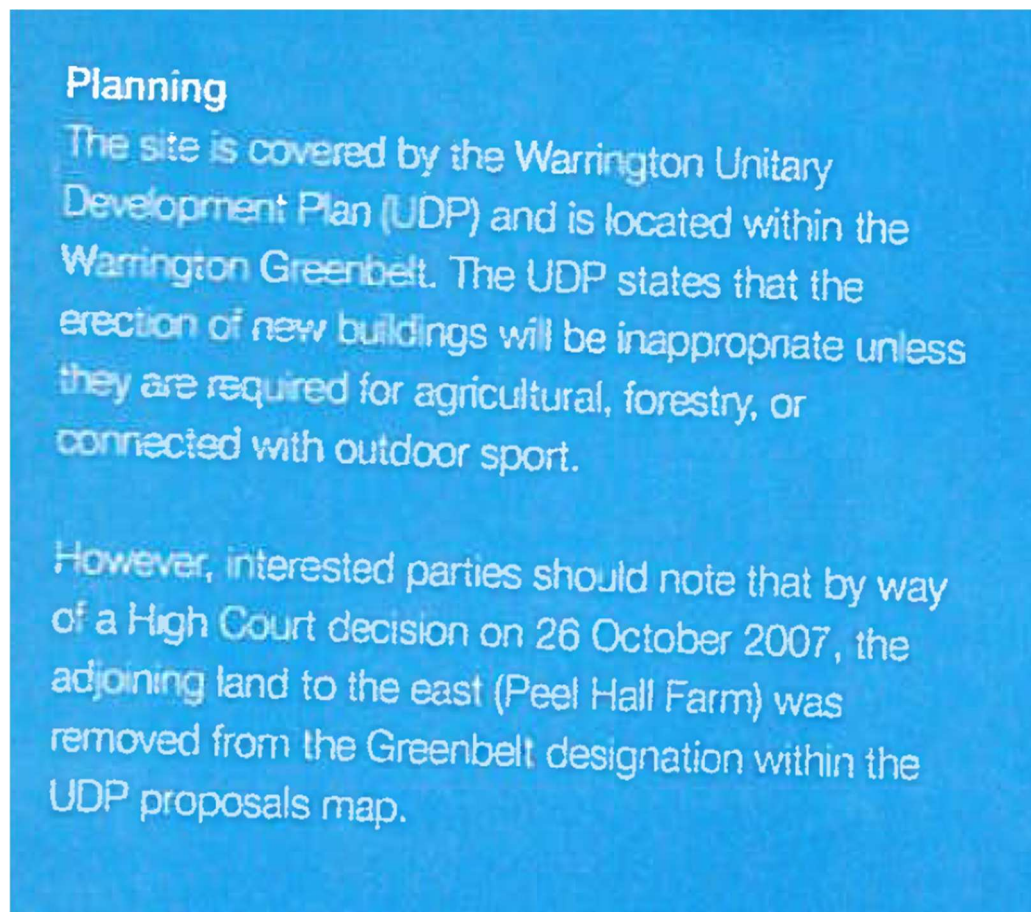 Planning
The site is covered by the Warrington Unitary
Development Plan (UDP) and is located within the
Warrington Greenbelt. The UDP states that the
erection of new buildings will be inappropriate unless
they are required for agricultural, forestry, or
connected with outdoor sport.
However, interested parties should note that by way
of a High Court decision on 26 October 2007, the
adjoining land to the east (Peel Hall Farm) was
removed from the Greenbelt designation within the
UDP proposals map.